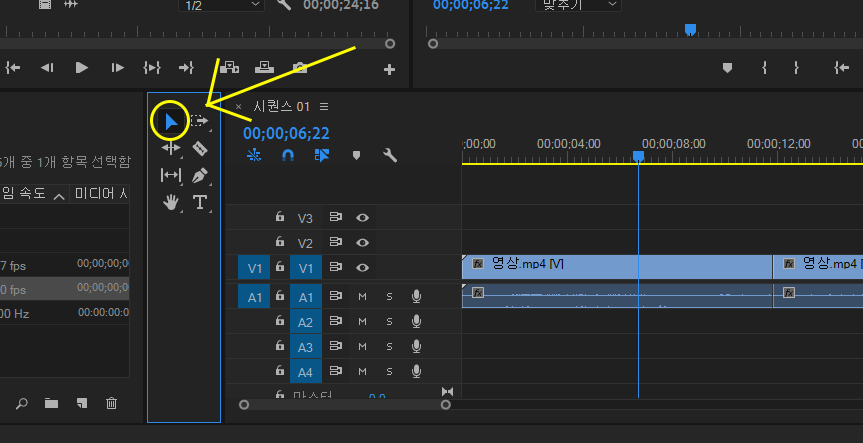 1/2
00;00;24;16
00;00;06;22
맞추기
× 시퀀스 01
00;00;06;22
;00;00
00;00;04;00
00;00;08;00
00;00;12;00
00
개 중 1개 항목 선택함
임 속도
미디어 시
7 fps
00;00;00;0
0 fps
00;00;00;0
00 Hz
00:00:00:0
T
V3
V2
V1 V1
fx 영상.mp4 [V]
fx 영상.mp4 [V]
A1 A1 M S
fx
fx
A2 M S
A3 M S
A4 M S
마스터 0.0